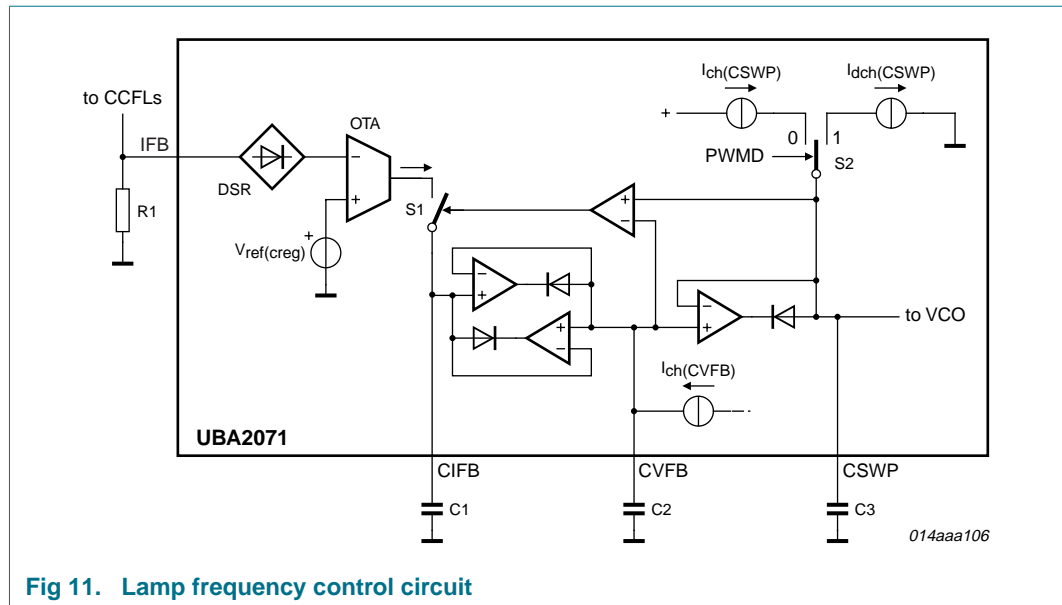 Ich(CSWP)
Idch(CSWP)
to CCFLs
+
0
1
OTA
IFB
−
PWMD
S2
DSR
+
S1
+
−
R1
+
Vref(creg)
−
+
−
+
+
−
−
+
to VCO
Ich(CVFB)
UBA2071
CIFB
CVFB
CSWP
C1
C2
C3
014aaa106
Fig 11. Lamp frequency control circuit